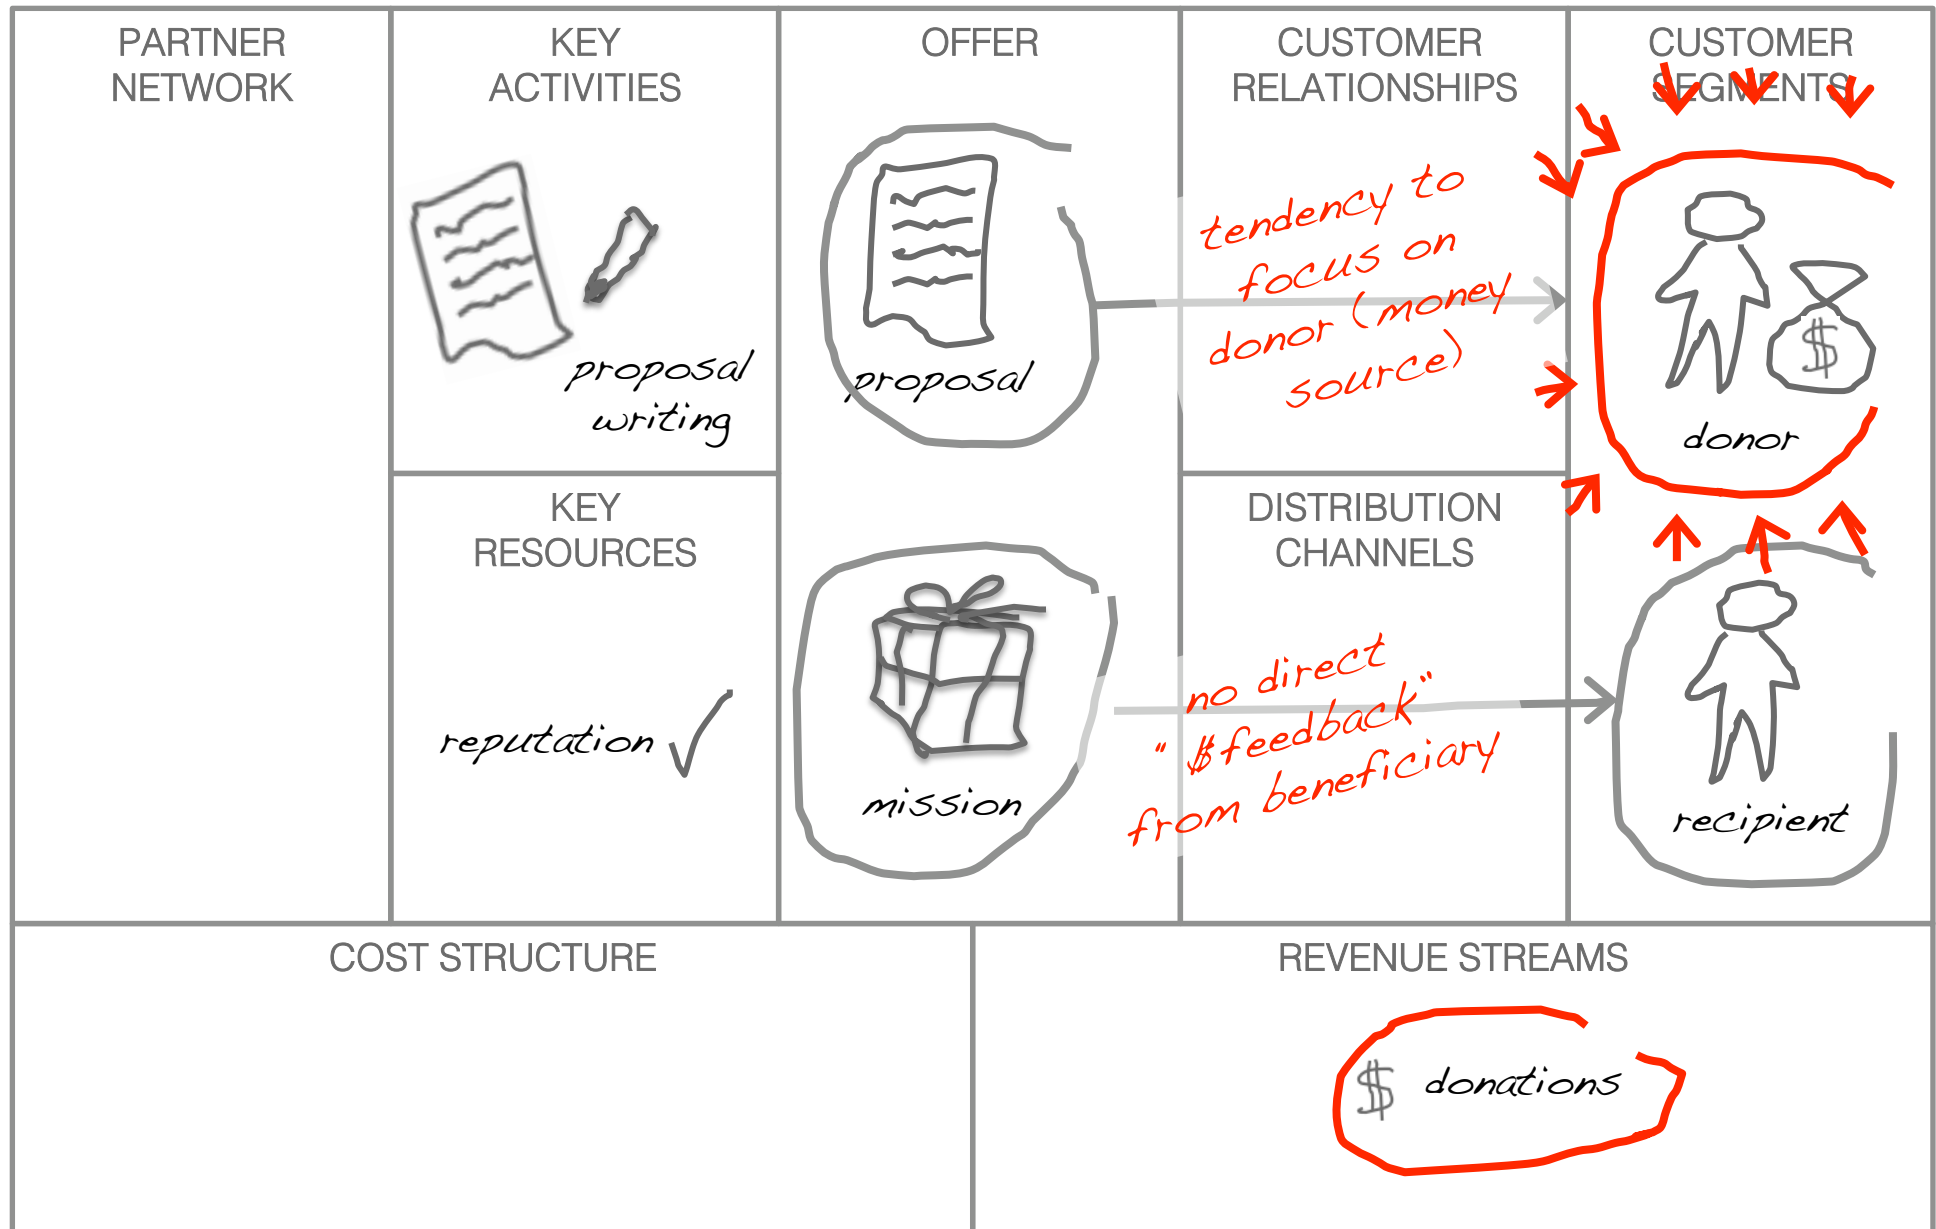 PARTNER
NETWORK
KEY
ACTIVITIES
proposal
writing
KEY
RESOURCES
reputation
OFFER
proposal
mission
CUSTOMER
RELATIONSHIPS
tendency to
focus on
donor (money
source)
DISTRIBUTION
CHANNELS
no direct
"$feedback"
from beneficiary
CUSTOMER
SEGMENTS
$
donor
recipient
COST STRUCTURE
REVENUE STREAMS
$ donations